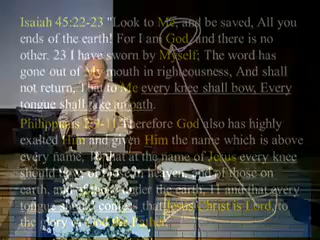 Isaiah 45:22-23 "Look to Me, and be saved, All you
ends of the earth! For I am God, and there is no
other. 23 I have sworn by Myself; The word has
gone out of My mouth in righteousness, And shall
not return, That to Me every knee shall bow, Every
tongue shall take an oath.
Philippians 2:9-11 Therefore God also has highly
exalted Him and given Him the name which is above
every name, 10 that at the name of Jesus every knee
should bow, of those in heaven, and of those on
earth, and of those under the earth, 11 and that every
tongue should confess that Jesus Christ is Lord, to
the glory of God the Father.